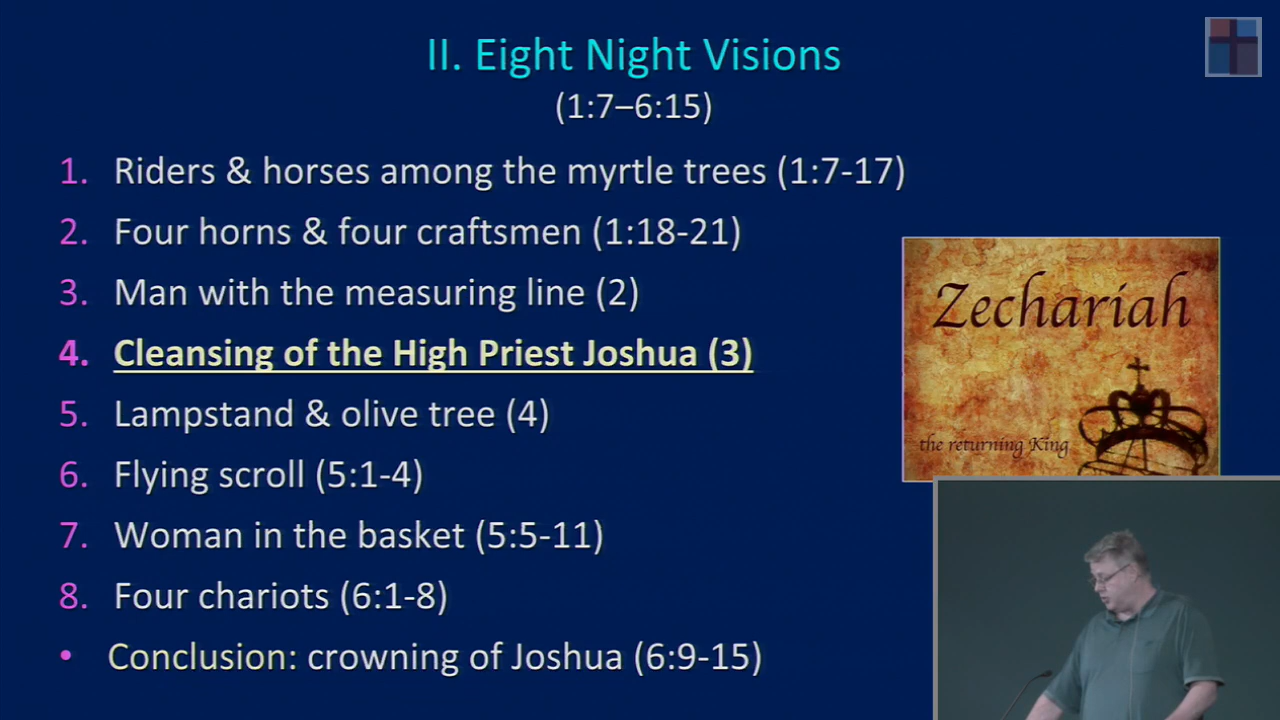 II. Eight Night Visions
(1:7–6:15)
1. Riders & horses among the myrtle trees (1:7-17)
2. Four horns & four craftsmen (1:18-21)
3. Man with the measuring line (2)
4. Cleansing of the High Priest Joshua (3)
5. Lampstand & olive tree (4)
6. Flying scroll (5:1-4)
7. Woman in the basket (5:5-11)
8. Four chariots (6:1-8)
• Conclusion: crowning of Joshua (6:9-15)
Zechariah
the returning King